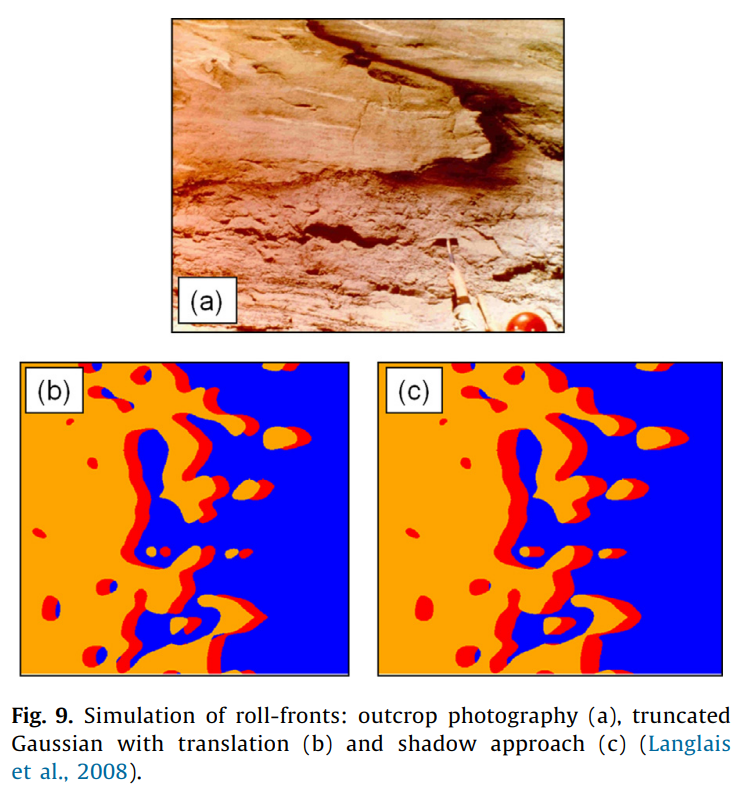 (a)
(b)
(c)
Fig. 9. Simulation of roll-fronts: outcrop photography (a), truncated
Gaussian with translation (b) and shadow approach (c) (Langlais
et al., 2008).